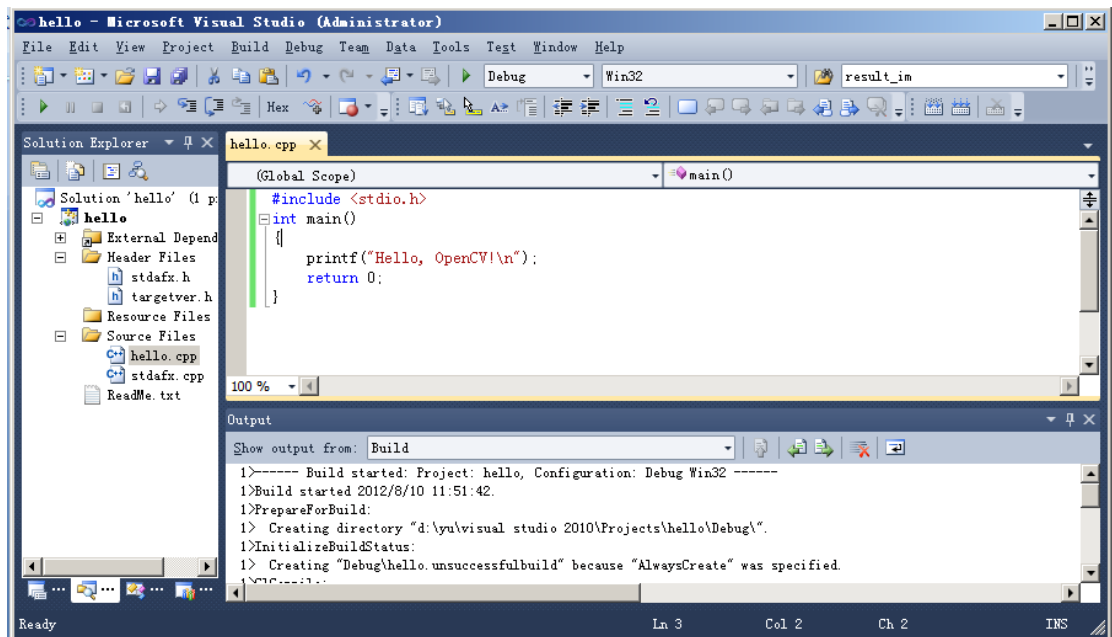 hello - Microsoft Visual Studio (Administrator)
File Edit View Project Build Debug Team Data Tools Test Window Help
Debug Win32 result_im
Hex
Solution Explorer
hello.cpp
(Global Scope) main()
Solution 'hello' (1 p
hello
External Depend
Header Files
stdafx.h
targetver.h
Resource Files
Source Files
hello.cpp
stdafx.cpp
ReadMe.txt
#include <stdio.h>
int main()
{
printf("Hello, OpenCV!\n");
return 0;
}
100 %
Output
Show output from: Build
1>------ Build started: Project: hello, Configuration: Debug Win32 ------
1>Build started 2012/8/10 11:51:42.
1>PrepareForBuild:
1> Creating directory "d:\yu\visual studio 2010\Projects\hello\Debug\".
1>InitializeBuildStatus:
1> Creating "Debug\hello.unsuccessfulbuild" because "AlwaysCreate" was specified.
Ready Ln 3 Col 2 Ch 2 INS